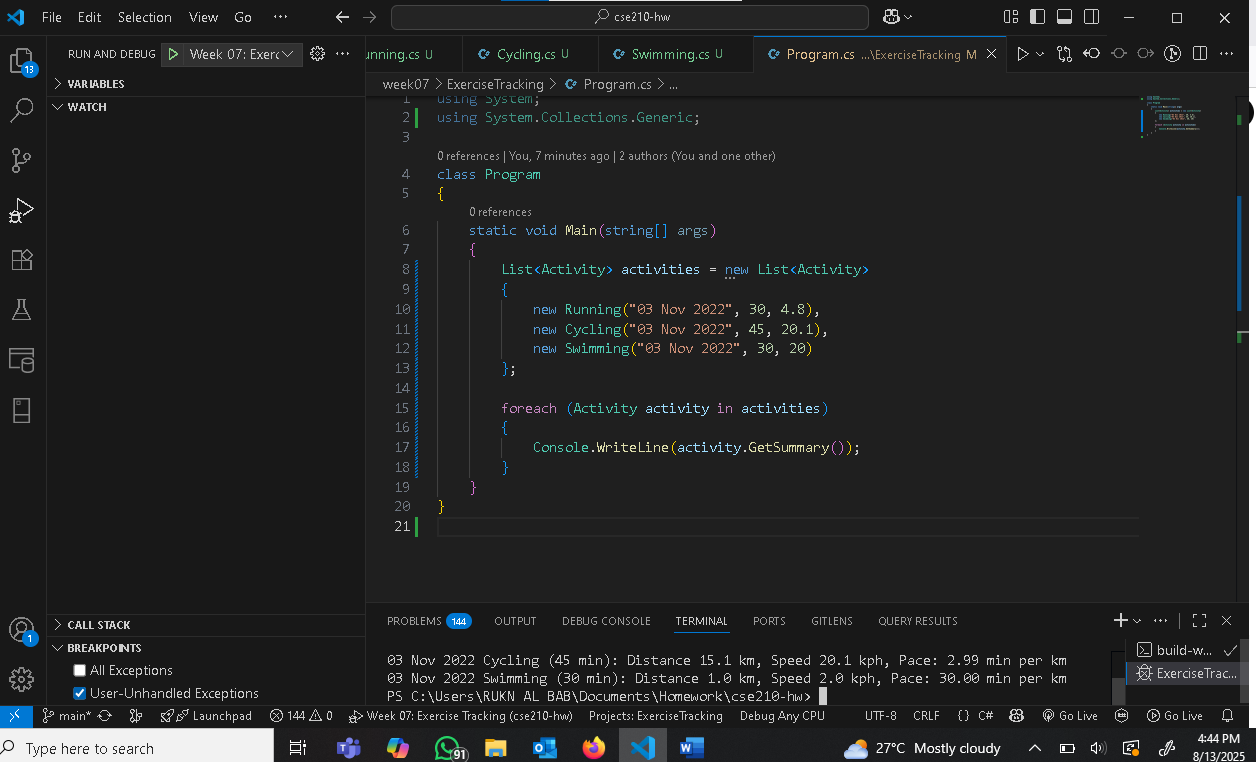 File Edit Selection View Go ··· cse210-hw
RUN AND DEBUG Week 07: Exerc ···
unning.cs U Cycling.cs U Swimming.cs U Program.cs ...\ExerciseTracking M
VARIABLES
WATCH
week07 > ExerciseTracking > Program.cs > ...
1 using System;
2 using System.Collections.Generic;
3
0 references | You, 7 minutes ago | 2 authors (You and one other)
4 class Program
5 {
0 references
6 static void Main(string[] args)
7 {
8 List<Activity> activities = new List<Activity>
9 {
10 new Running("03 Nov 2022", 30, 4.8),
11 new Cycling("03 Nov 2022", 45, 20.1),
12 new Swimming("03 Nov 2022", 30, 20)
13 };
14
15 foreach (Activity activity in activities)
16 {
17 Console.WriteLine(activity.GetSummary());
18 }
19 }
20 }
21
CALL STACK
BREAKPOINTS
All Exceptions
User-Unhandled Exceptions
PROBLEMS 144 OUTPUT DEBUG CONSOLE TERMINAL PORTS GITLENS QUERY RESULTS
03 Nov 2022 Cycling (45 min): Distance 15.1 km, Speed 20.1 kph, Pace: 2.99 min per km
03 Nov 2022 Swimming (30 min): Distance 1.0 km, Speed 2.0 kph, Pace: 30.00 min per km
PS C:\Users\RUKN AL BAB\Documents\Homework\cse210-hw>
build-w...
ExerciseTrac...
13
1
main* Launchpad 144 0 Week 07: Exercise Tracking (cse210-hw) Projects: ExerciseTracking Debug Any CPU UTF-8 CRLF {} C# Go Live Go Live
Type here to search 91 27°C Mostly cloudy 4:44 PM
8/13/2025